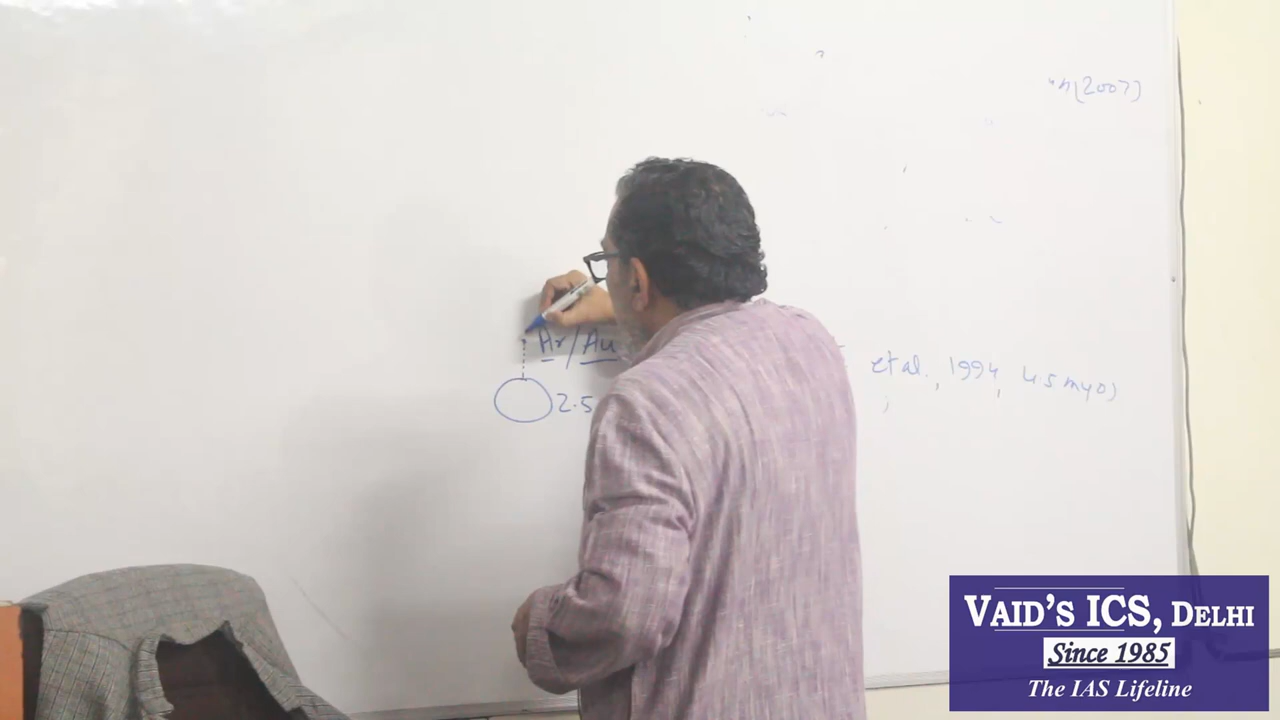 (2007)
Ar/Au
et al., 1994, 4.5 myo,
2.5
VAID'S ICS, DELHI
Since 1985
The IAS Lifeline